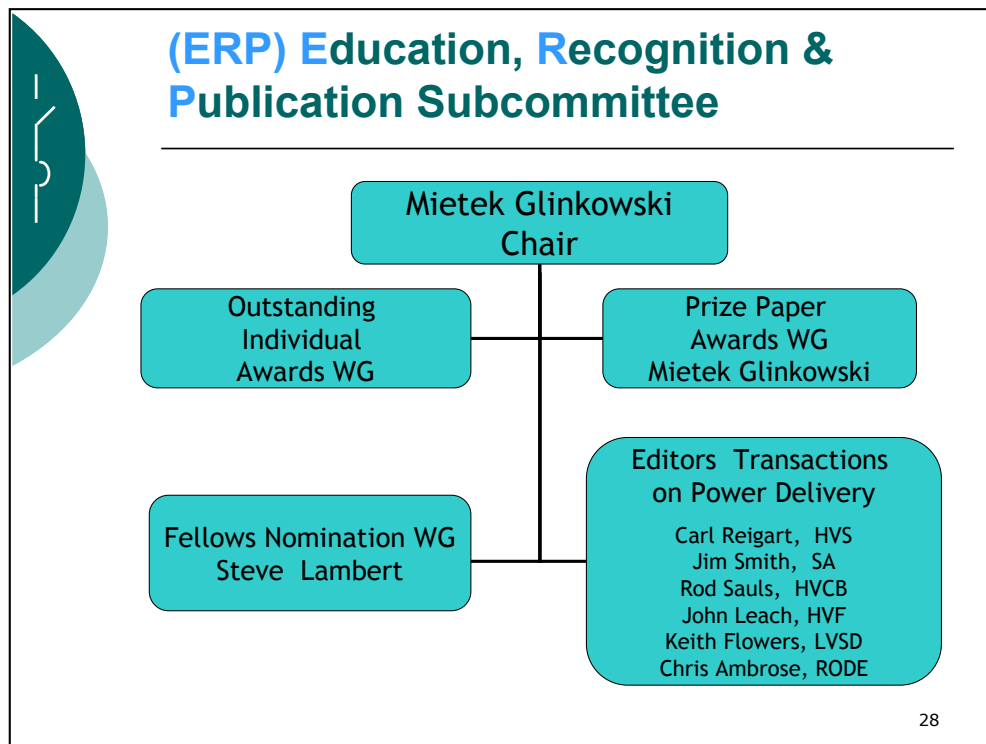 (ERP) Education, Recognition &
Publication Subcommittee
Mietek Glinkowski
Chair
Outstanding
Individual
Awards WG
Prize Paper
Awards WG
Mietek Glinkowski
Fellows Nomination WG
Steve Lambert
Editors Transactions
on Power Delivery
Carl Reigart, HVS
Jim Smith, SA
Rod Sauls, HVCB
John Leach, HVF
Keith Flowers, LVSD
Chris Ambrose, RODE
28